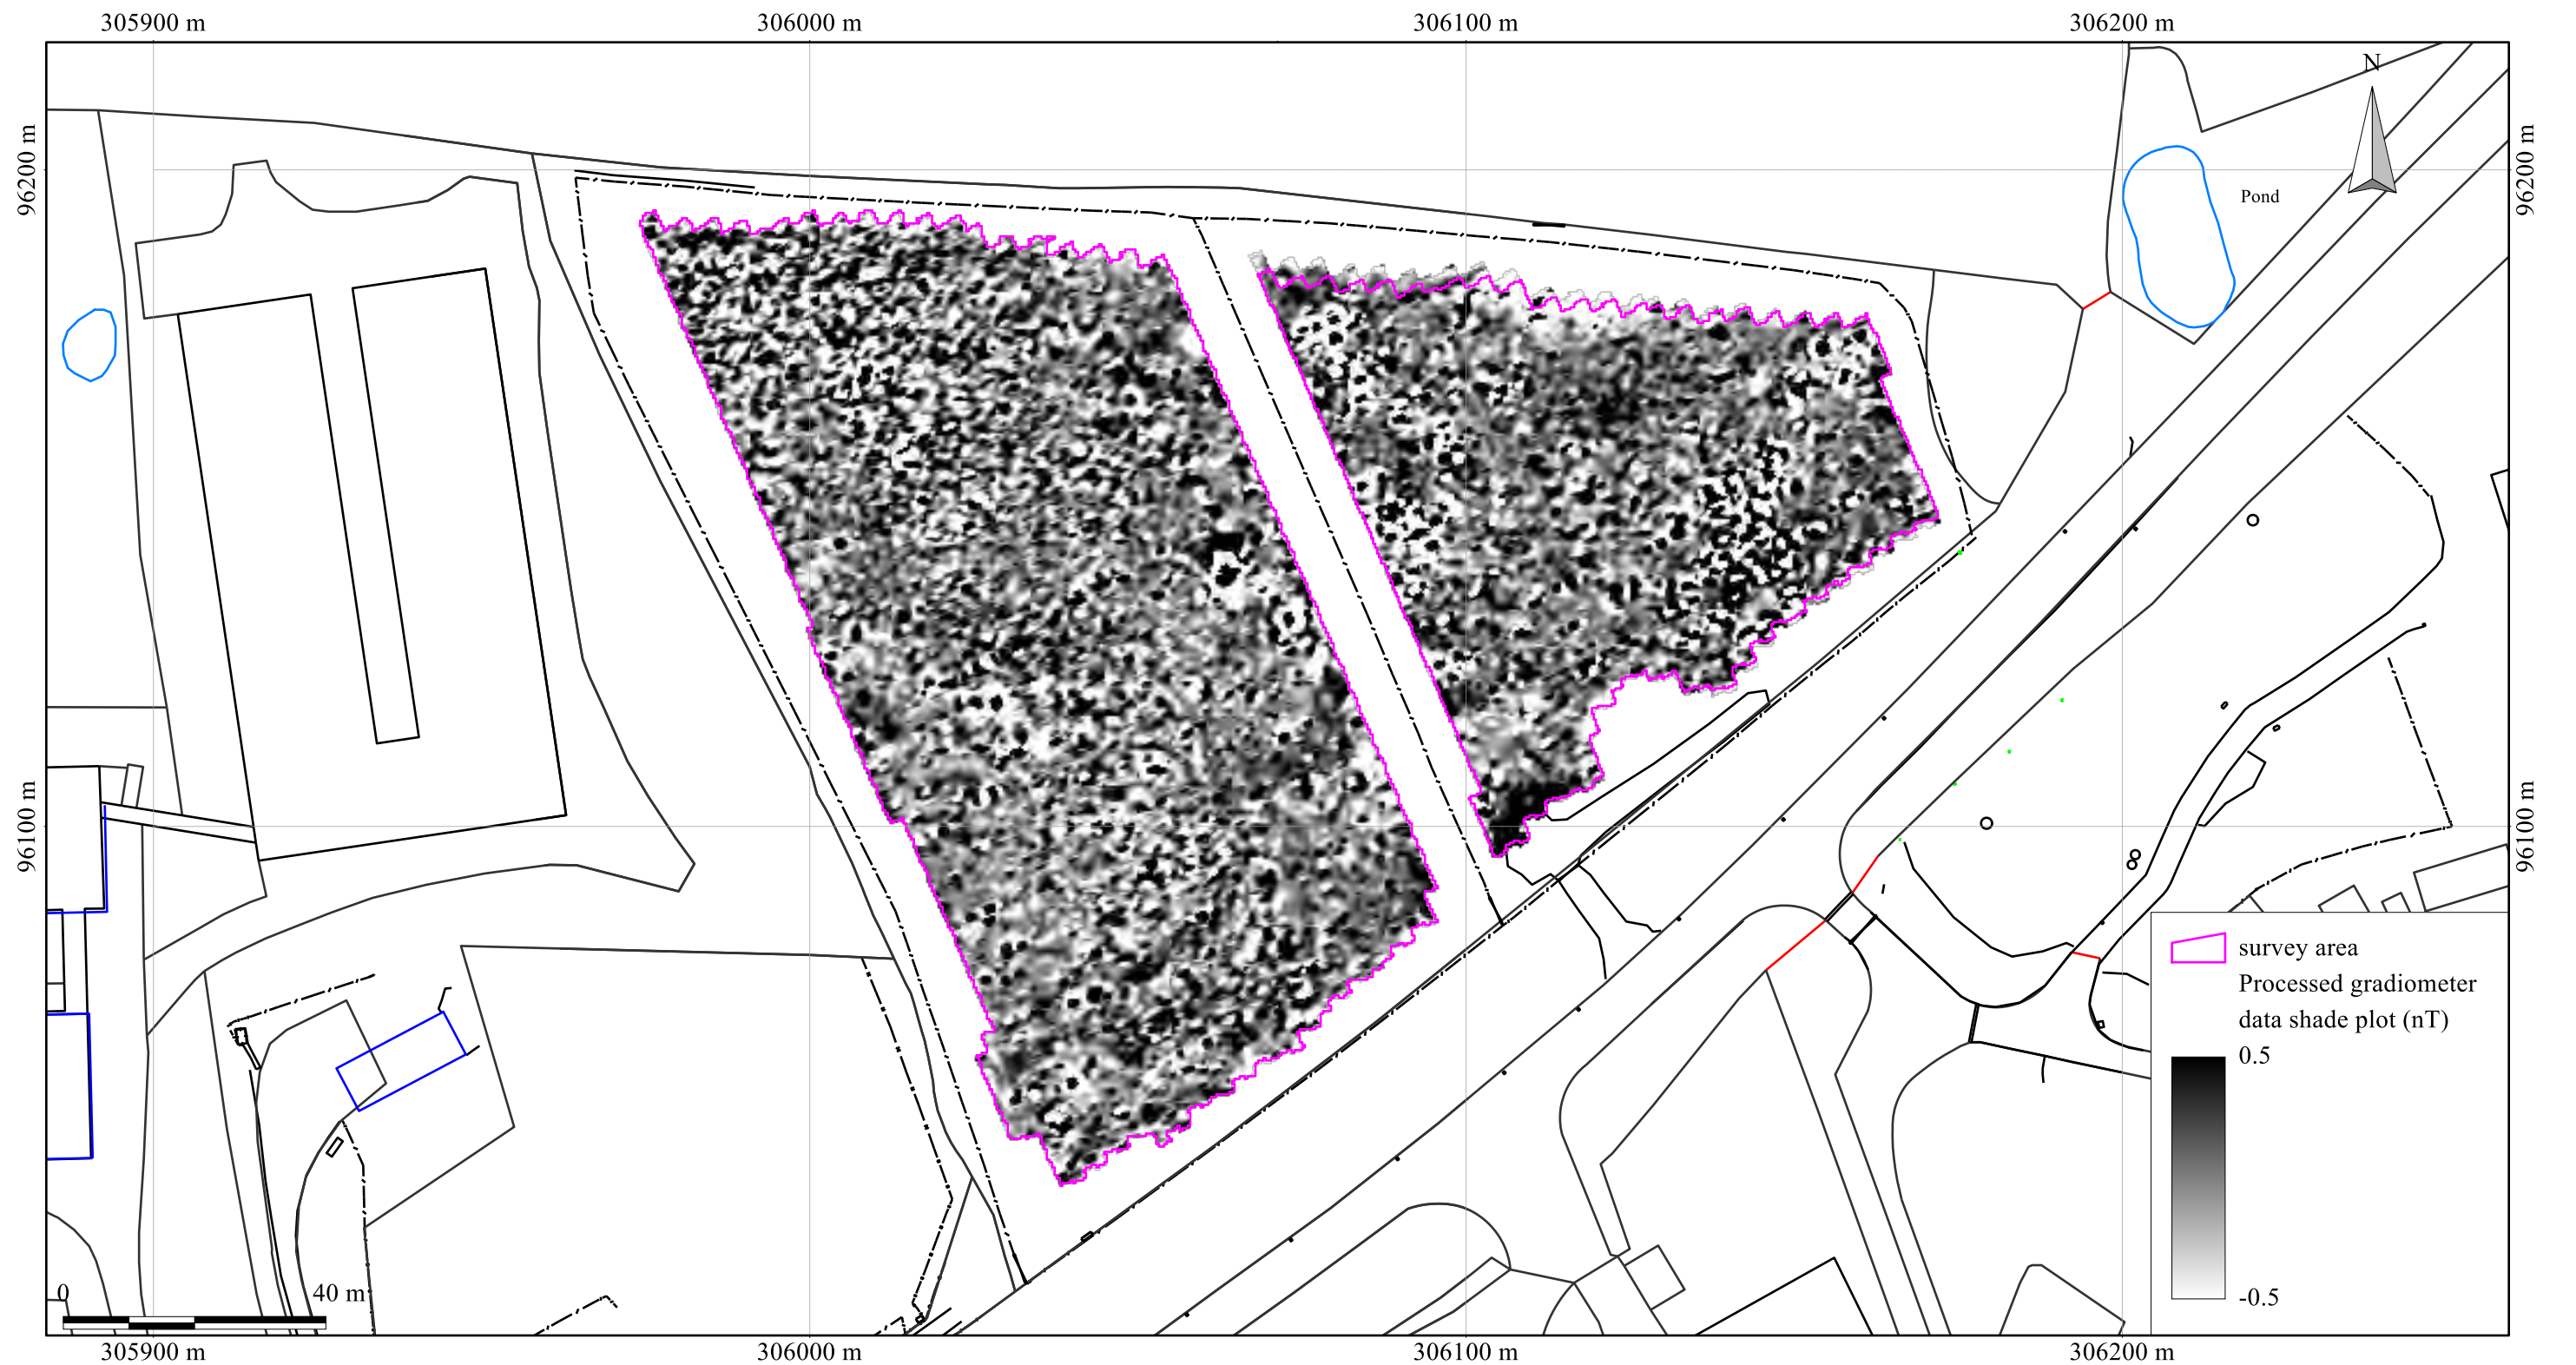 305900 m
306000 m
306100 m
306200 m
N
96200 m
96200 m
Pond
96100 m
96100 m
survey area
Processed gradiometer
data shade plot (nT)
0.5
-0.5
0
40 m
305900 m
306000 m
306100 m
306200 m